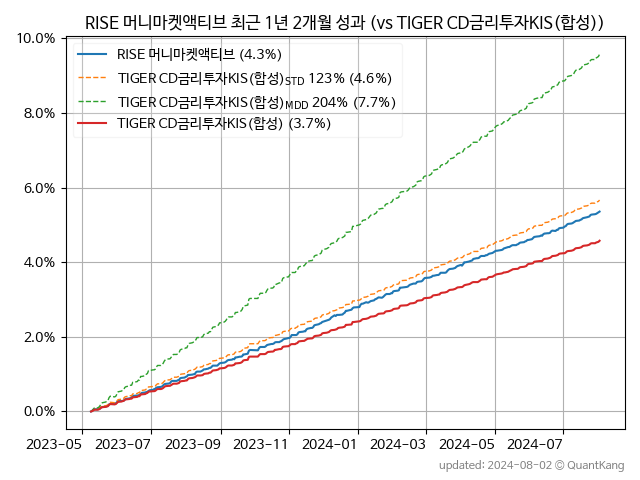 RISE 머니마켓액티브 최근 1년 2개월 성과 (vs TIGER CD금리투자KIS(합성))
10.0%
8.0%
6.0%
4.0%
2.0%
0.0%
RISE 머니마켓액티브 (4.3%)
TIGER CD금리투자KIS(합성)STD 123% (4.6%)
TIGER CD금리투자KIS(합성)MDD 204% (7.7%)
TIGER CD금리투자KIS(합성) (3.7%)
2023-05 2023-07 2023-09 2023-11 2024-01 2024-03 2024-05 2024-07
updated: 2024-08-02 © QuantKang